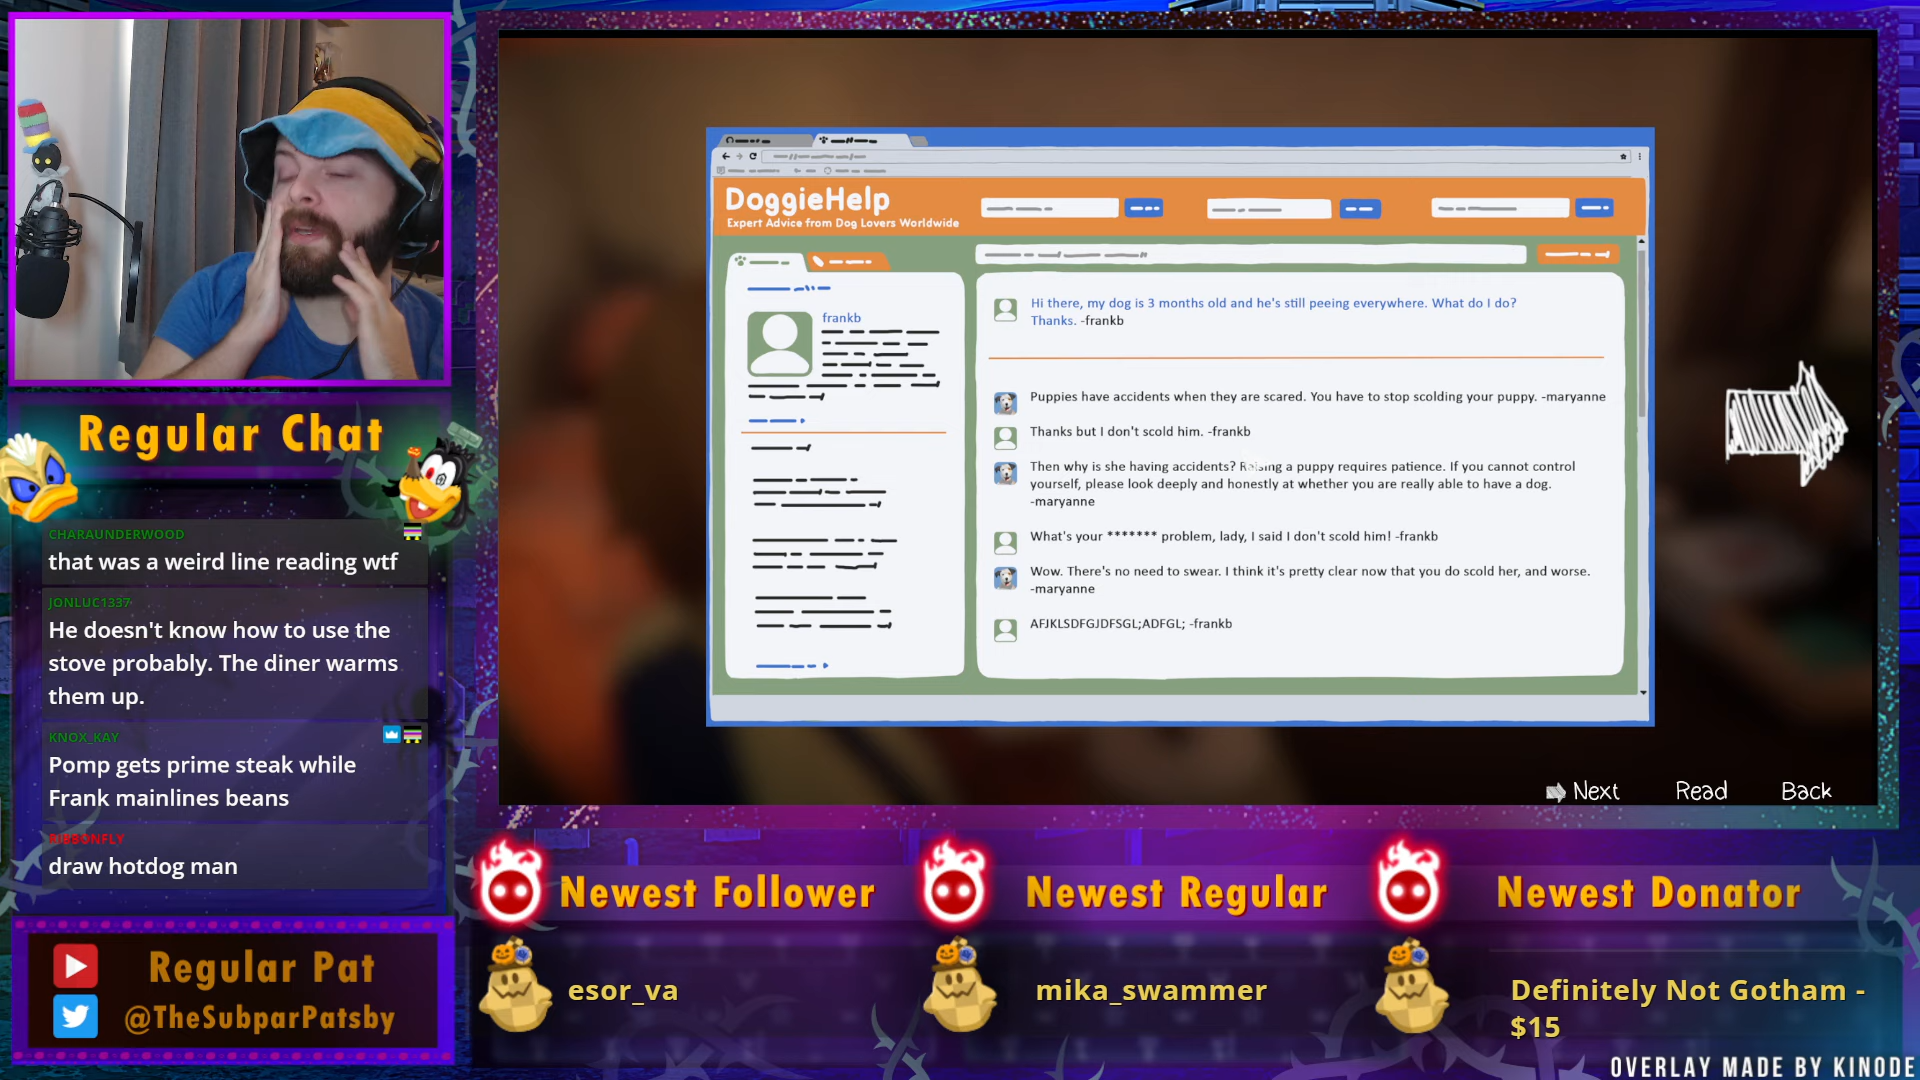 Regular Chat
CHARAUNDERWOOD
that was a weird line reading wtf
JONLUC1337
He doesn't know how to use the
stove probably. The diner warms
them up.
KNOX_KAY
Pomp gets prime steak while
Frank mainlines beans
RIBBONFLY
draw hotdog man
Regular Pat
@TheSubparPatsby
DoggieHelp
Expert Advice from Dog Lovers Worldwide
frankb
Hi there, my dog is 3 months old and he's still peeing everywhere. What do I do?
Thanks. -frankb
Puppies have accidents when they are scared. You have to stop scolding your puppy. -maryanne
Thanks but I don't scold him. -frankb
Then why is she having accidents? Raising a puppy requires patience. If you cannot control
yourself, please look deeply and honestly at whether you are really able to have a dog.
-maryanne
What's your ******* problem, lady, I said I don't scold him! -frankb
Wow. There's no need to swear. I think it's pretty clear now that you do scold her, and worse.
-maryanne
AFJKLSDFGJDFSGL;ADFGL; -frankb
Next Read Back
Newest Follower
esor_va
Newest Regular
mika_swammer
Newest Donator
Definitely Not Gotham -
$15
OVERLAY MADE BY KINODE